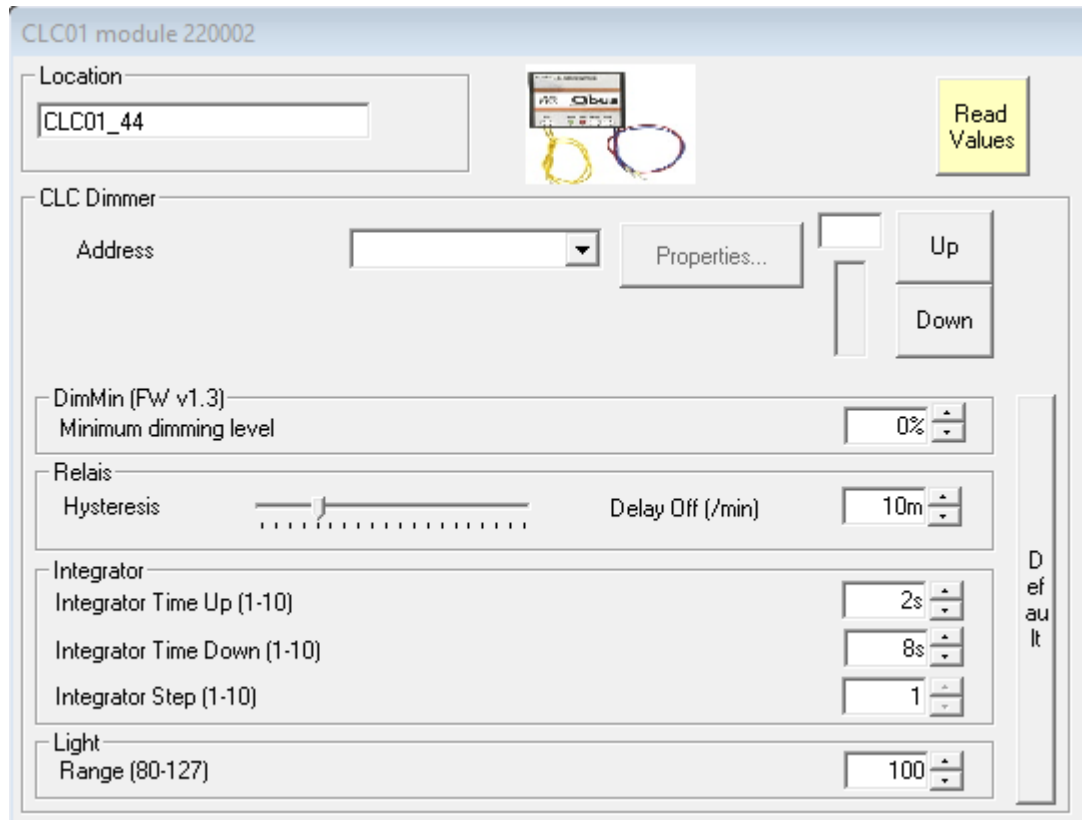 CLC01 module 220002
Location
CLC01_44
Qbus
Read
Values
CLC Dimmer
Address
Properties...
Up
Down
DimMin (FW v1.3)
Minimum dimming level
0%
Relais
Hysteresis
Delay Off (/min)
10m
Integrator
Integrator Time Up (1-10)
2s
Integrator Time Down (1-10)
8s
Integrator Step (1-10)
1
Light
Range (80-127)
100
D
ef
au
lt